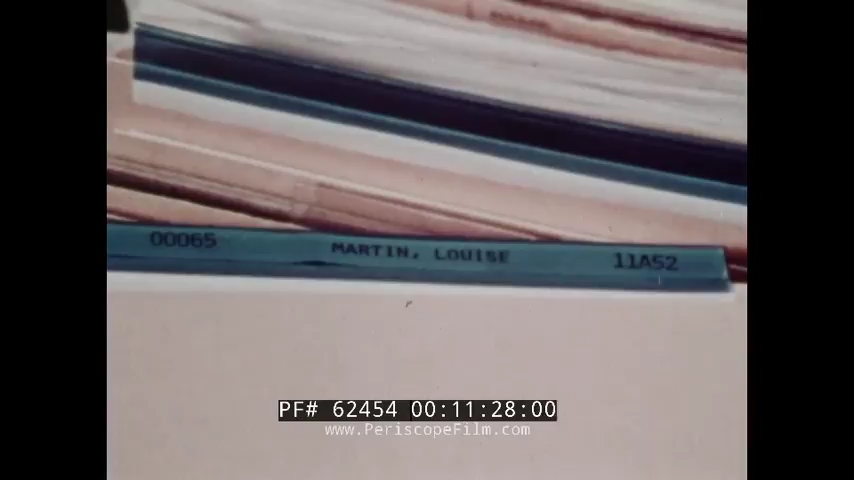 00065 MARTIN, LOUISE 11A52
PF# 62454 00:11:28:00
www.PeriscopeFilm.com